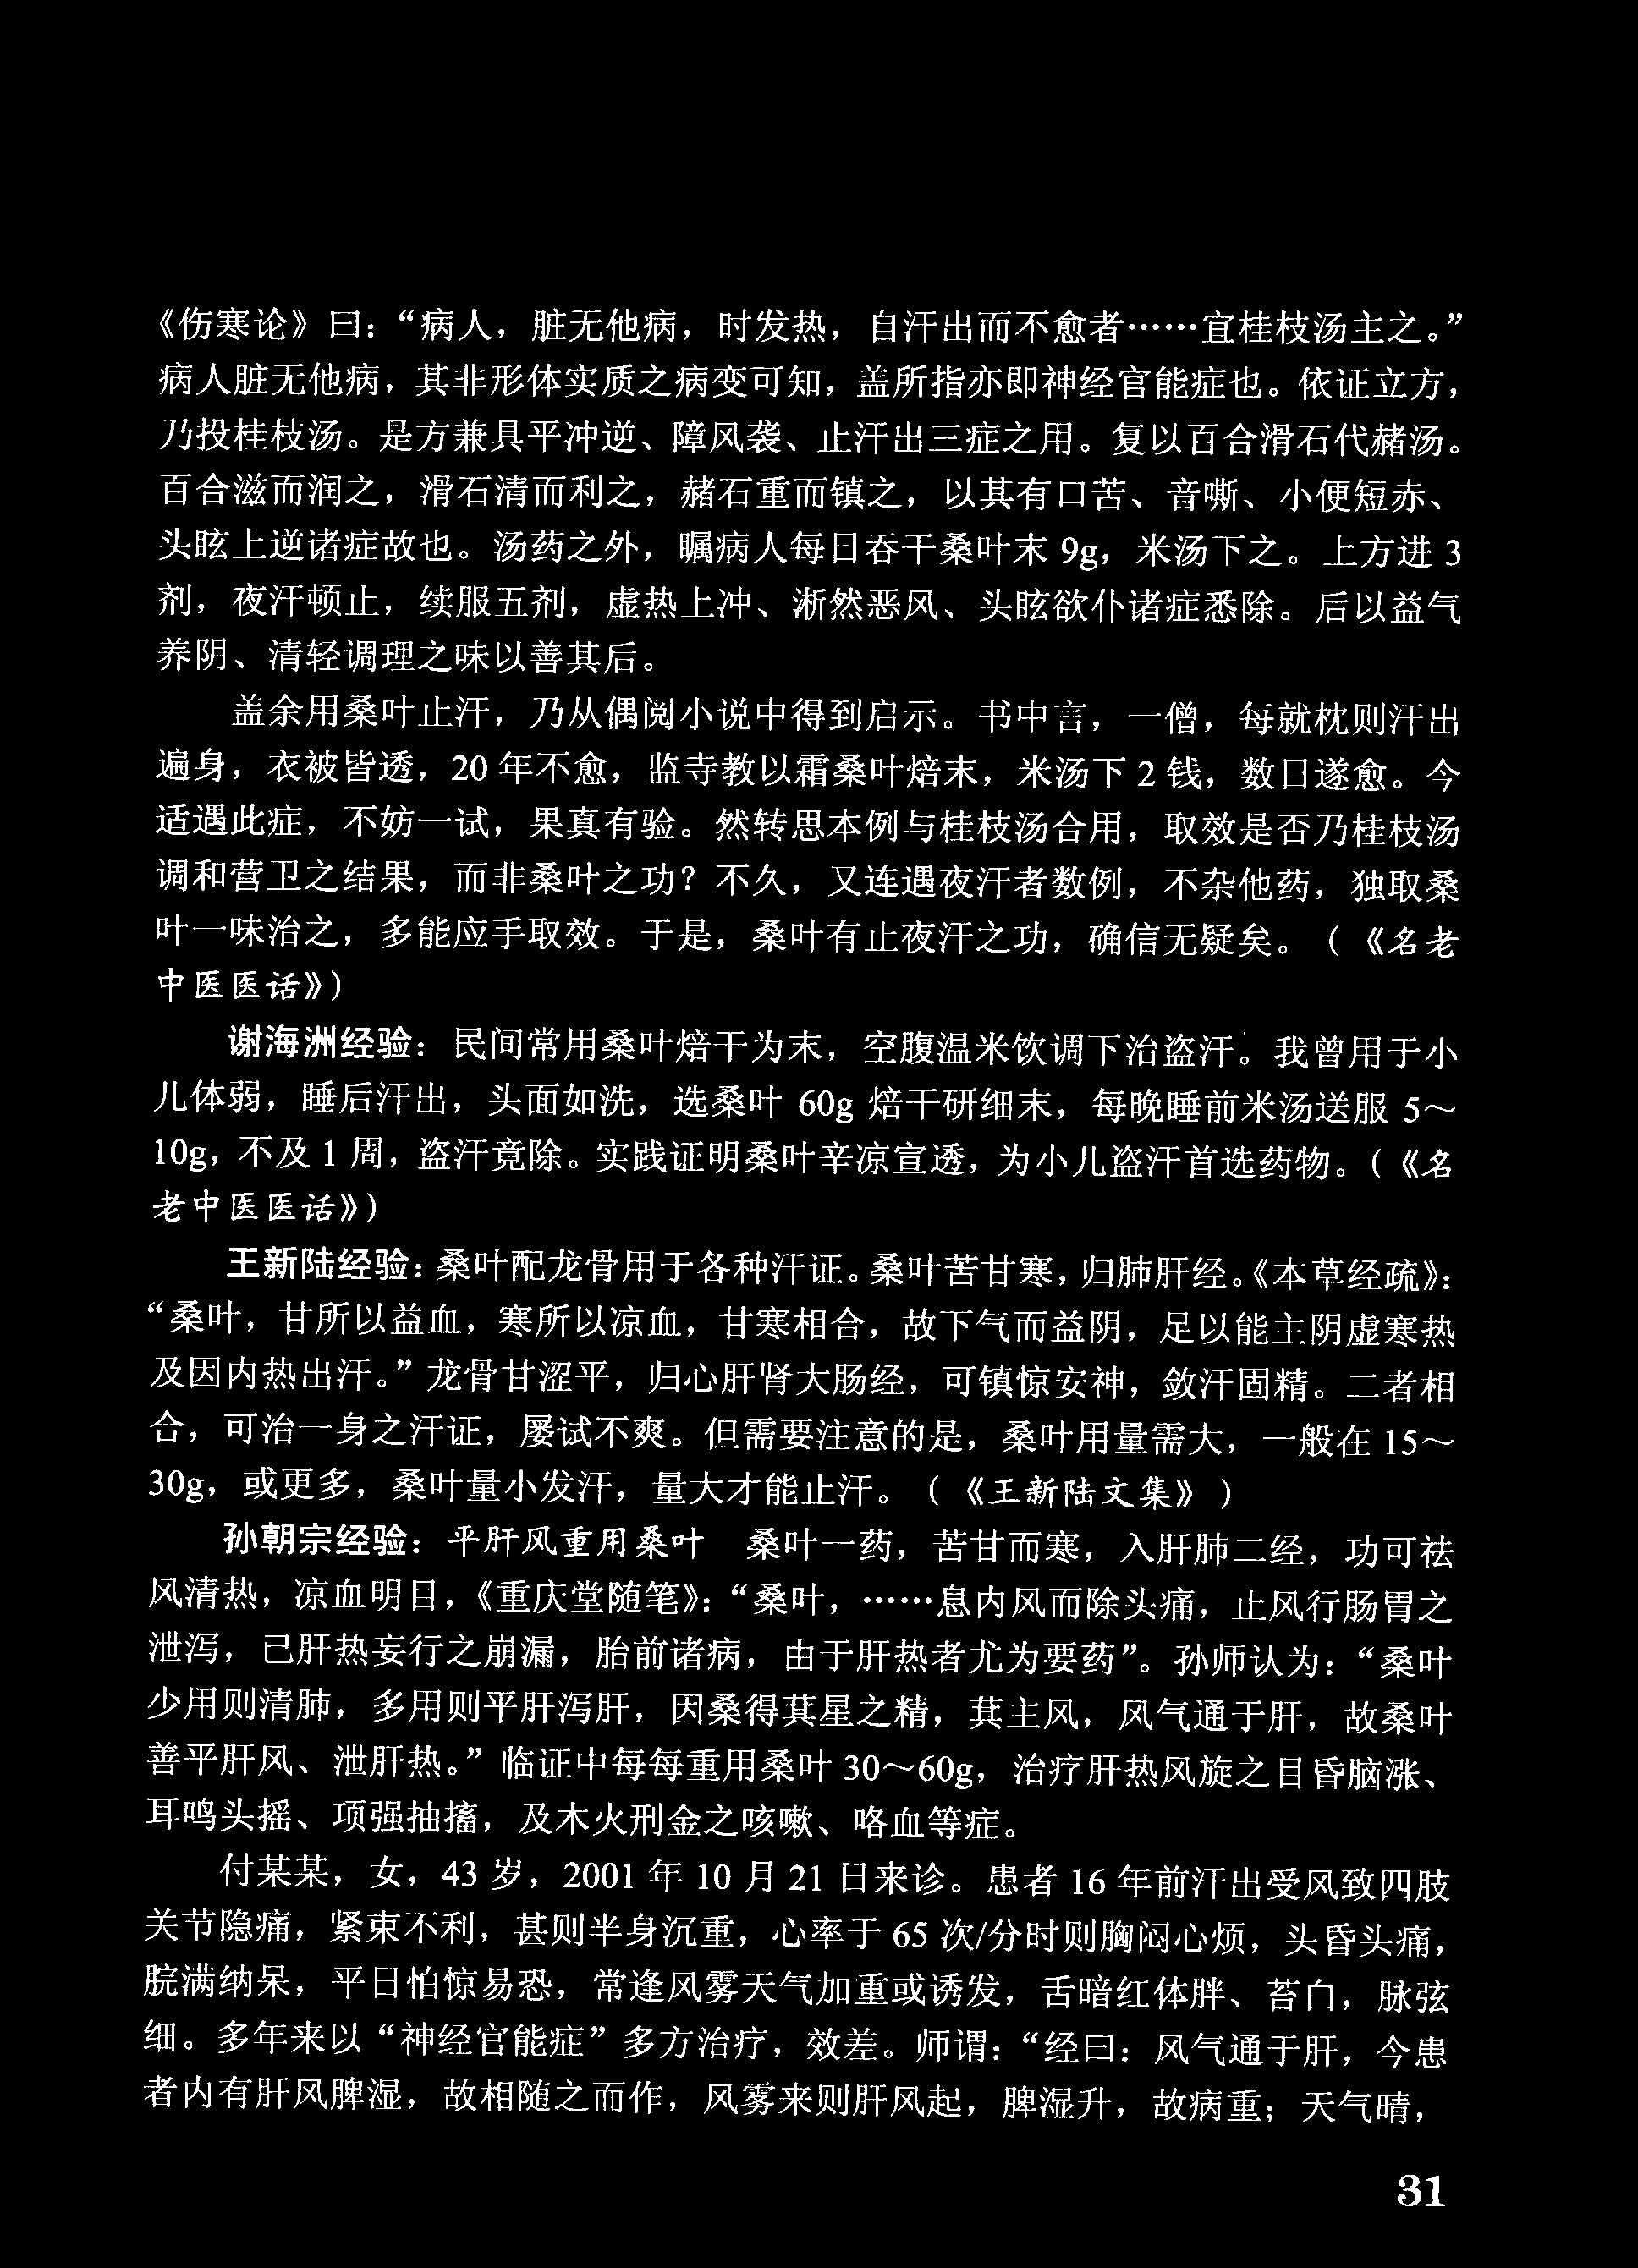 《伤寒论》曰：“病人，脏无他病，时发热，自汗出而不愈者……宜桂枝汤主之。”
病人脏无他病，其非形体实质之病变可知，盖所指亦即神经官能症也。依证立方，
乃投桂枝汤。是方兼具平冲逆、障风袭、止汗出三症之用。复以百合滑石代赭汤。
百合滋而润之，滑石清而利之，赭石重而镇之，以其有口苦、音嘶、小便短赤、
头眩上逆诸症故也。汤药之外，瞩病人每日吞干桑叶末 9g，米汤下之。上方进 3
剂，夜汗顿止，续服五剂，虚热上冲、淅然恶风、头眩欲仆诸症悉除。后以益气
养阴、清轻调理之味以善其后。
盖余用桑叶止汗，乃从偶阅小说中得到启示。书中言，一僧，每就枕则汗出
遍身，衣被皆透，20 年不愈，监寺教以霜桑叶焙末，米汤下 2 钱，数日遂愈。今
适遇此症，不妨一试，果真有验。然转思本例与桂枝汤合用，取效是否乃桂枝汤
调和营卫之结果，而非桑叶之功？不久，又连遇夜汗者数例，不杂他药，独取桑
叶一味治之，多能应手取效。于是，桑叶有止夜汗之功，确信无疑矣。（《名老
中医医话》）
谢海洲经验：民间常用桑叶焙干为末，空腹温米饮调下治盗汗。我曾用于小
儿体弱，睡后汗出，头面如洗，选桑叶 60g 焙干研细末，每晚睡前米汤送服 5～
10g，不及 1 周，盗汗竟除。实践证明桑叶辛凉宣透，为小儿盗汗首选药物。（《名
老中医医话》）
王新陆经验：桑叶配龙骨用于各种汗证。桑叶苦甘寒，归肺肝经。《本草经疏》：
“桑叶，甘所以益血，寒所以凉血，甘寒相合，故下气而益阴，足以能主阴虚寒热
及因内热出汗。”龙骨甘涩平，归心肝肾大肠经，可镇惊安神，敛汗固精。二者相
合，可治一身之汗证，屡试不爽。但需要注意的是，桑叶用量需大，一般在 15～
30g，或更多，桑叶量小发汗，量大才能止汗。（《王新陆文集》）
孙朝宗经验：平肝风重用桑叶　桑叶一药，苦甘而寒，入肝肺二经，功可祛
风清热，凉血明目，《重庆堂随笔》：“桑叶，……息内风而除头痛，止风行肠胃之
泄泻，已肝热妄行之崩漏，胎前诸病，由于肝热者尤为要药”。孙师认为：“桑叶
少用则清肺，多用则平肝泻肝，因桑得萁星之精，萁主风，风气通于肝，故桑叶
善平肝风、泄肝热。”临证中每每重用桑叶 30～60g，治疗肝热风旋之目昏脑涨、
耳鸣头摇、项强抽搐，及木火刑金之咳嗽、咯血等症。
付某某，女，43 岁，2001 年 10 月 21 日来诊。患者 16 年前汗出受风致四肢
关节隐痛，紧束不利，甚则半身沉重，心率于 65 次/分时则胸闷心烦，头昏头痛，
脘满纳呆，平日怕惊易恐，常逢风雾天气加重或诱发，舌暗红体胖、苔白，脉弦
细。多年来以“神经官能症”多方治疗，效差。师谓：“经曰：风气通于肝，今患
者内有肝风脾湿，故相随之而作，风雾来则肝风起，脾湿升，故病重；天气晴，
31